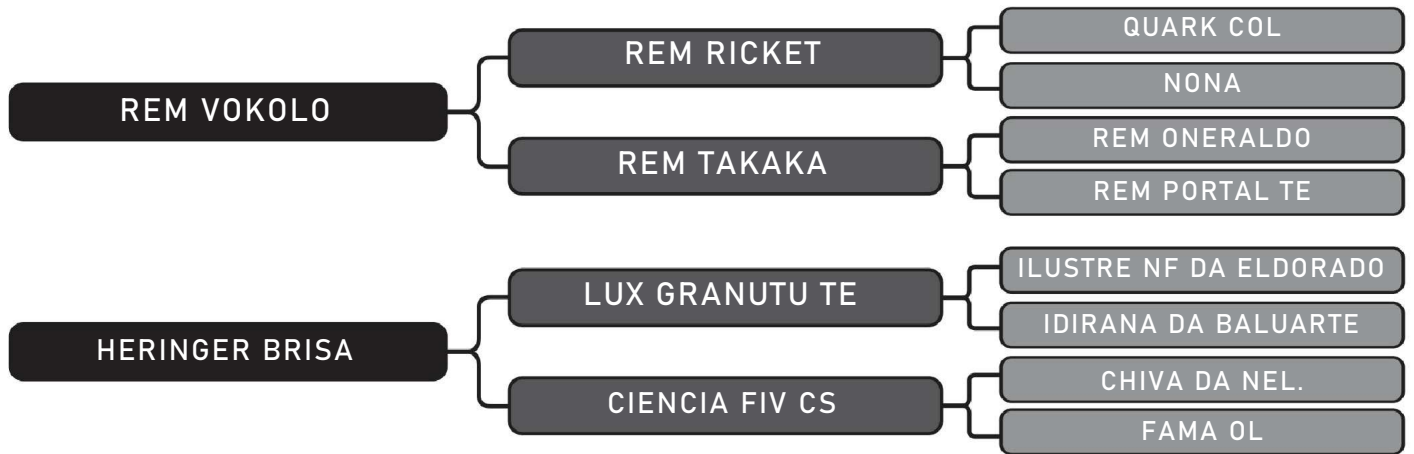 REM VOKOLO
REM RICKET
QUARK COL
NONA
REM TAKAKA
REM ONERALDO
REM PORTAL TE
HERINGER BRISA
LUX GRANUTU TE
ILUSTRE NF DA ELDORADO
IDIRANA DA BALUARTE
CIENCIA FIV CS
CHIVA DA NEL.
FAMA OL